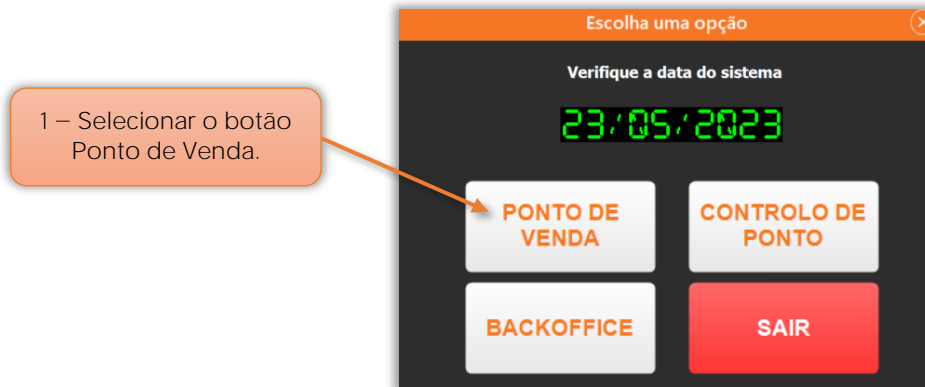 Escolha uma opção
Verifique a data do sistema
23/05/2023
1 – Selecionar o botão
Ponto de Venda.
PONTO DE
VENDA
CONTROLO DE
PONTO
BACKOFFICE
SAIR